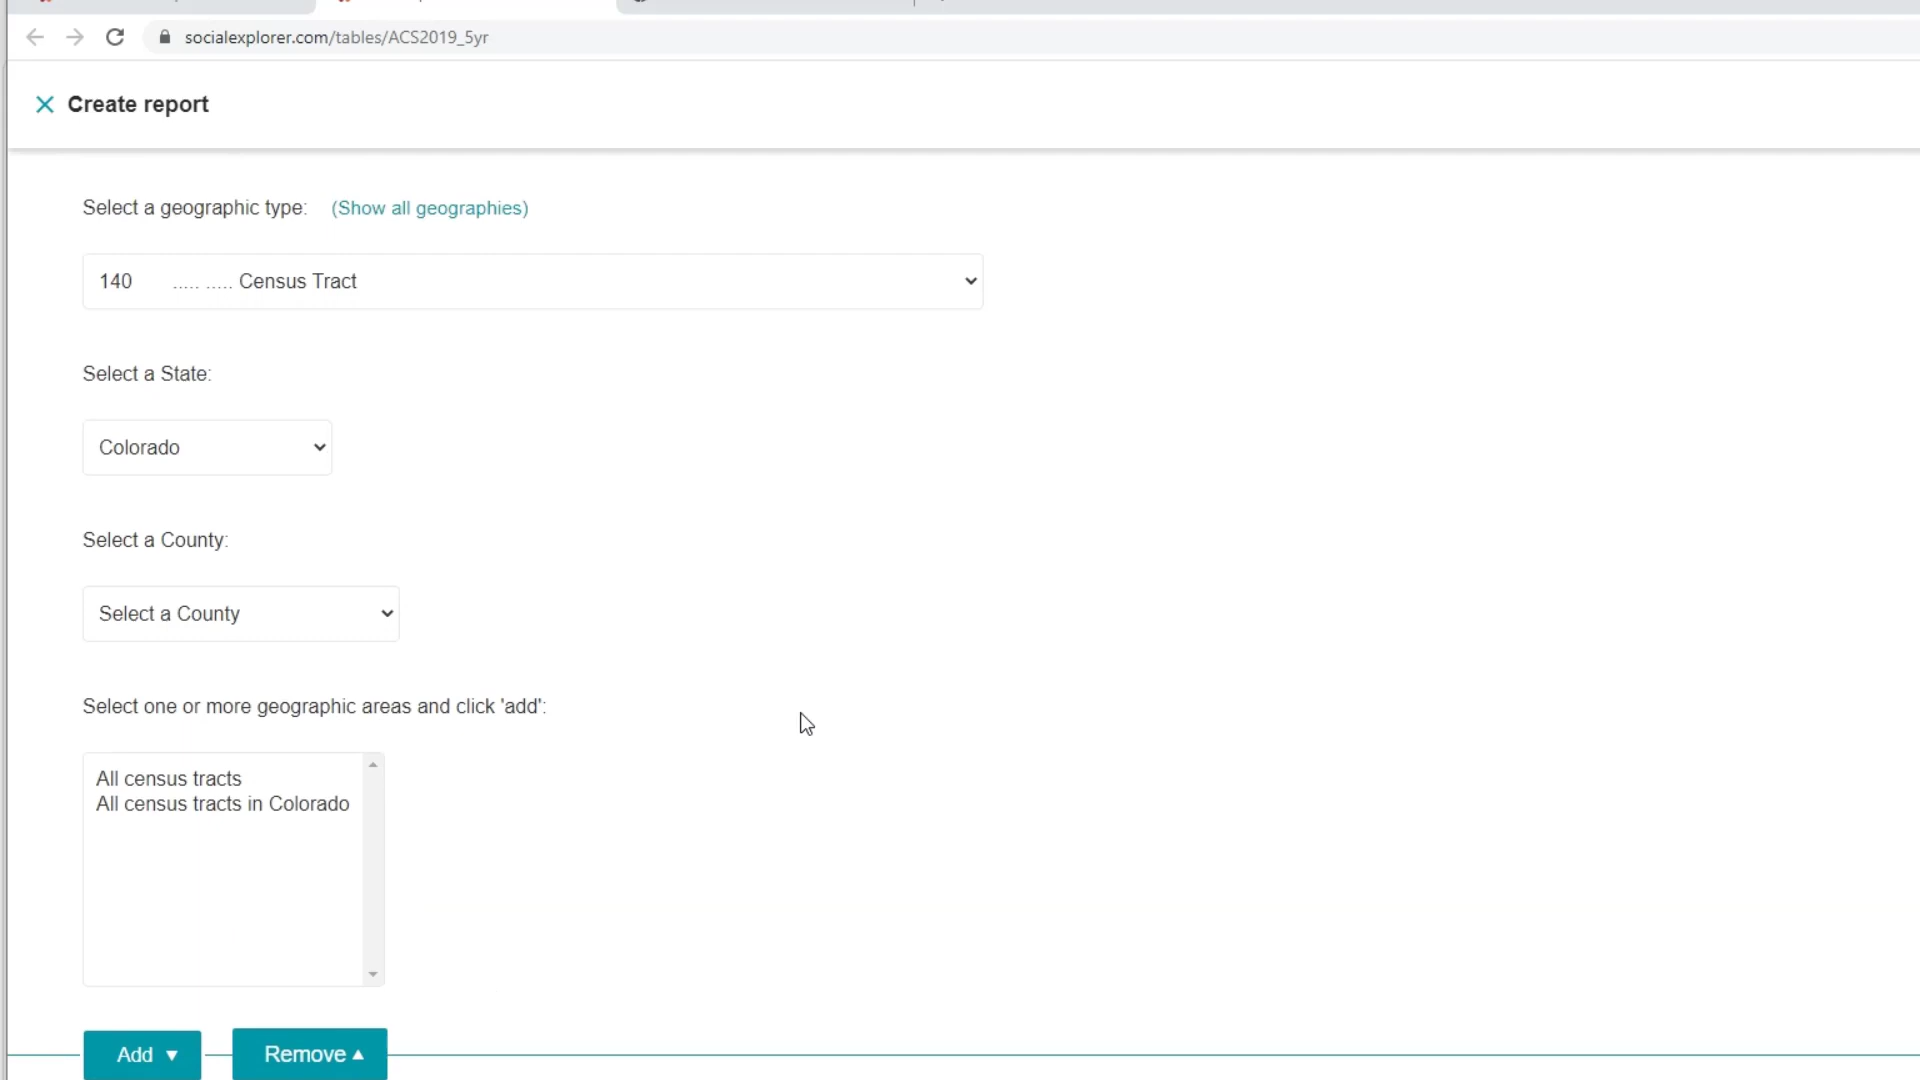 socialexplorer.com/tables/ACS2019_5yr
Create report
Select a geographic type: (Show all geographies)
140 ..... ..... Census Tract
Select a State:
Colorado
Select a County:
Select a County
Select one or more geographic areas and click 'add':
All census tracts
All census tracts in Colorado
Add
Remove